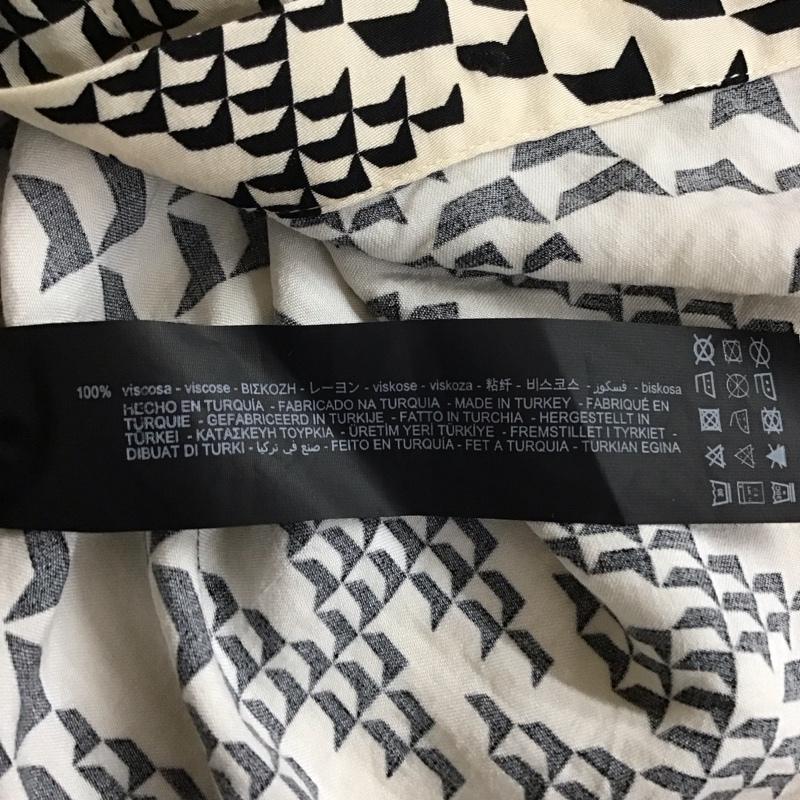 100% viscosa - viscose - ΒΙΣΚΟΖΗ - レーヨン - viskose - viskoza - 粘纤 - 비스코스 - فسكوز - biskosa
HECHO EN TURQUÍA - FABRICADO NA TURQUIA - MADE IN TURKEY - FABRIQUÉ EN
TURQUIE - GEFABRICEERD IN TURKIJE - FATTO IN TURCHIA - HERGESTELLT IN
TÜRKEI - ΚΑΤΑΣΚΕΥΗ ΤΟΥΡΚΙΑ - ÜRETİM YERİ TÜRKİYE - FREMSTILLET I TYRKIET -
DIBUAT DI TURKI - صنع في تركيا - FEITO EN TURQUÍA - FET A TURQUIA - TURKIAN EGINA